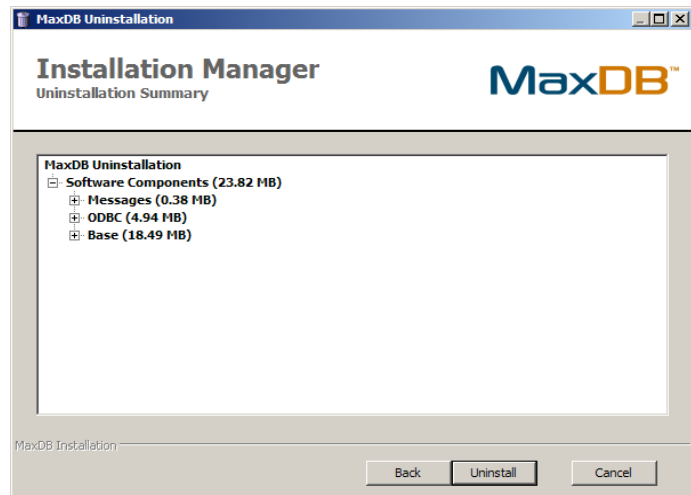 MaxDB Uninstallation
Installation Manager
Uninstallation Summary
MaxDB™
MaxDB Uninstallation
Software Components (23.82 MB)
Messages (0.38 MB)
ODBC (4.94 MB)
Base (18.49 MB)
MaxDB Installation
Back Uninstall Cancel